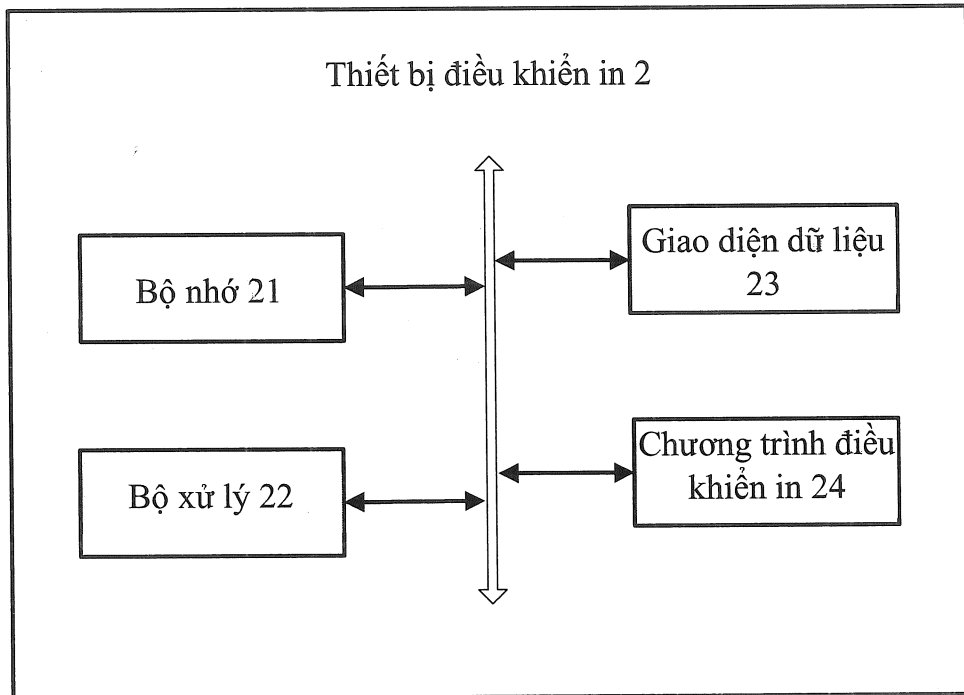 Thiết bị điều khiển in 2
Bộ nhớ 21
Giao diện dữ liệu
23
Bộ xử lý 22
Chương trình điều
khiển in 24